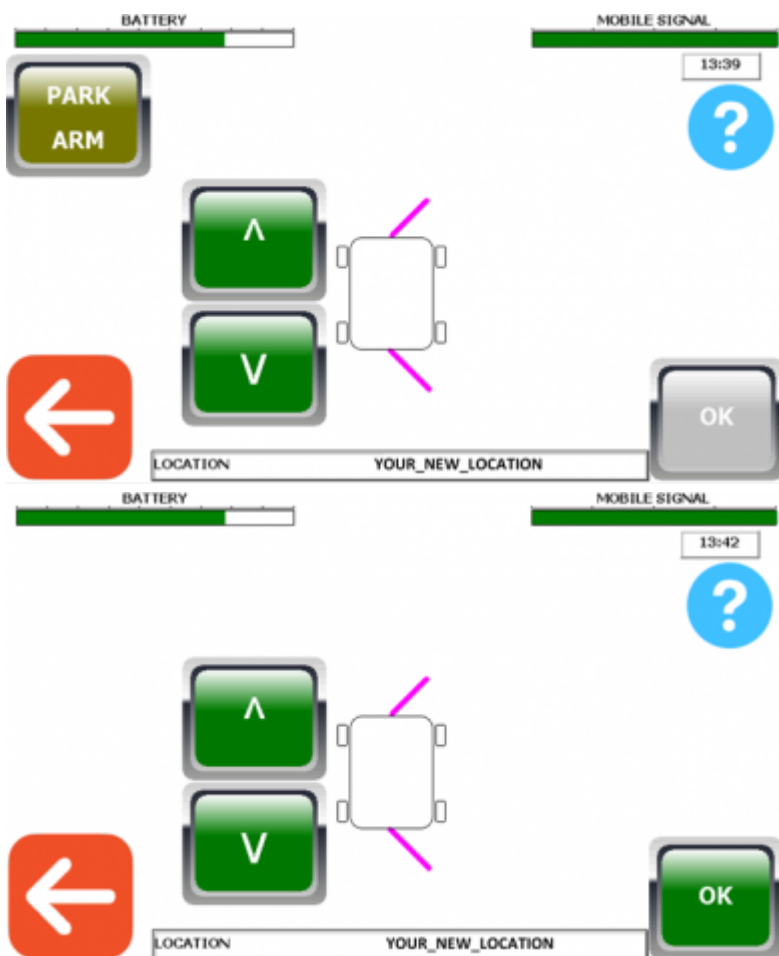 BATTERY MOBILE SIGNAL
13:39
PARK
ARM
?
^
V
OK
LOCATION YOUR_NEW_LOCATION
BATTERY MOBILE SIGNAL
13:42
?
^
V
OK
LOCATION YOUR_NEW_LOCATION